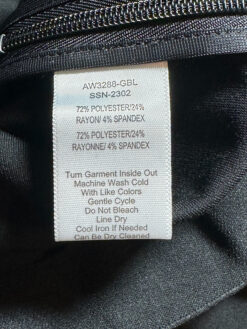 AW3288-GBL
SSN-2302
72% POLYESTER/24%
RAYON/ 4% SPANDEX
72% POLYESTER/24%
RAYONNE/ 4% SPANDEX
Turn Garment Inside Out
Machine Wash Cold
With Like Colors
Gentle Cycle
Do Not Bleach
Line Dry
Cool Iron If Needed
Can Be Dry Cleaned